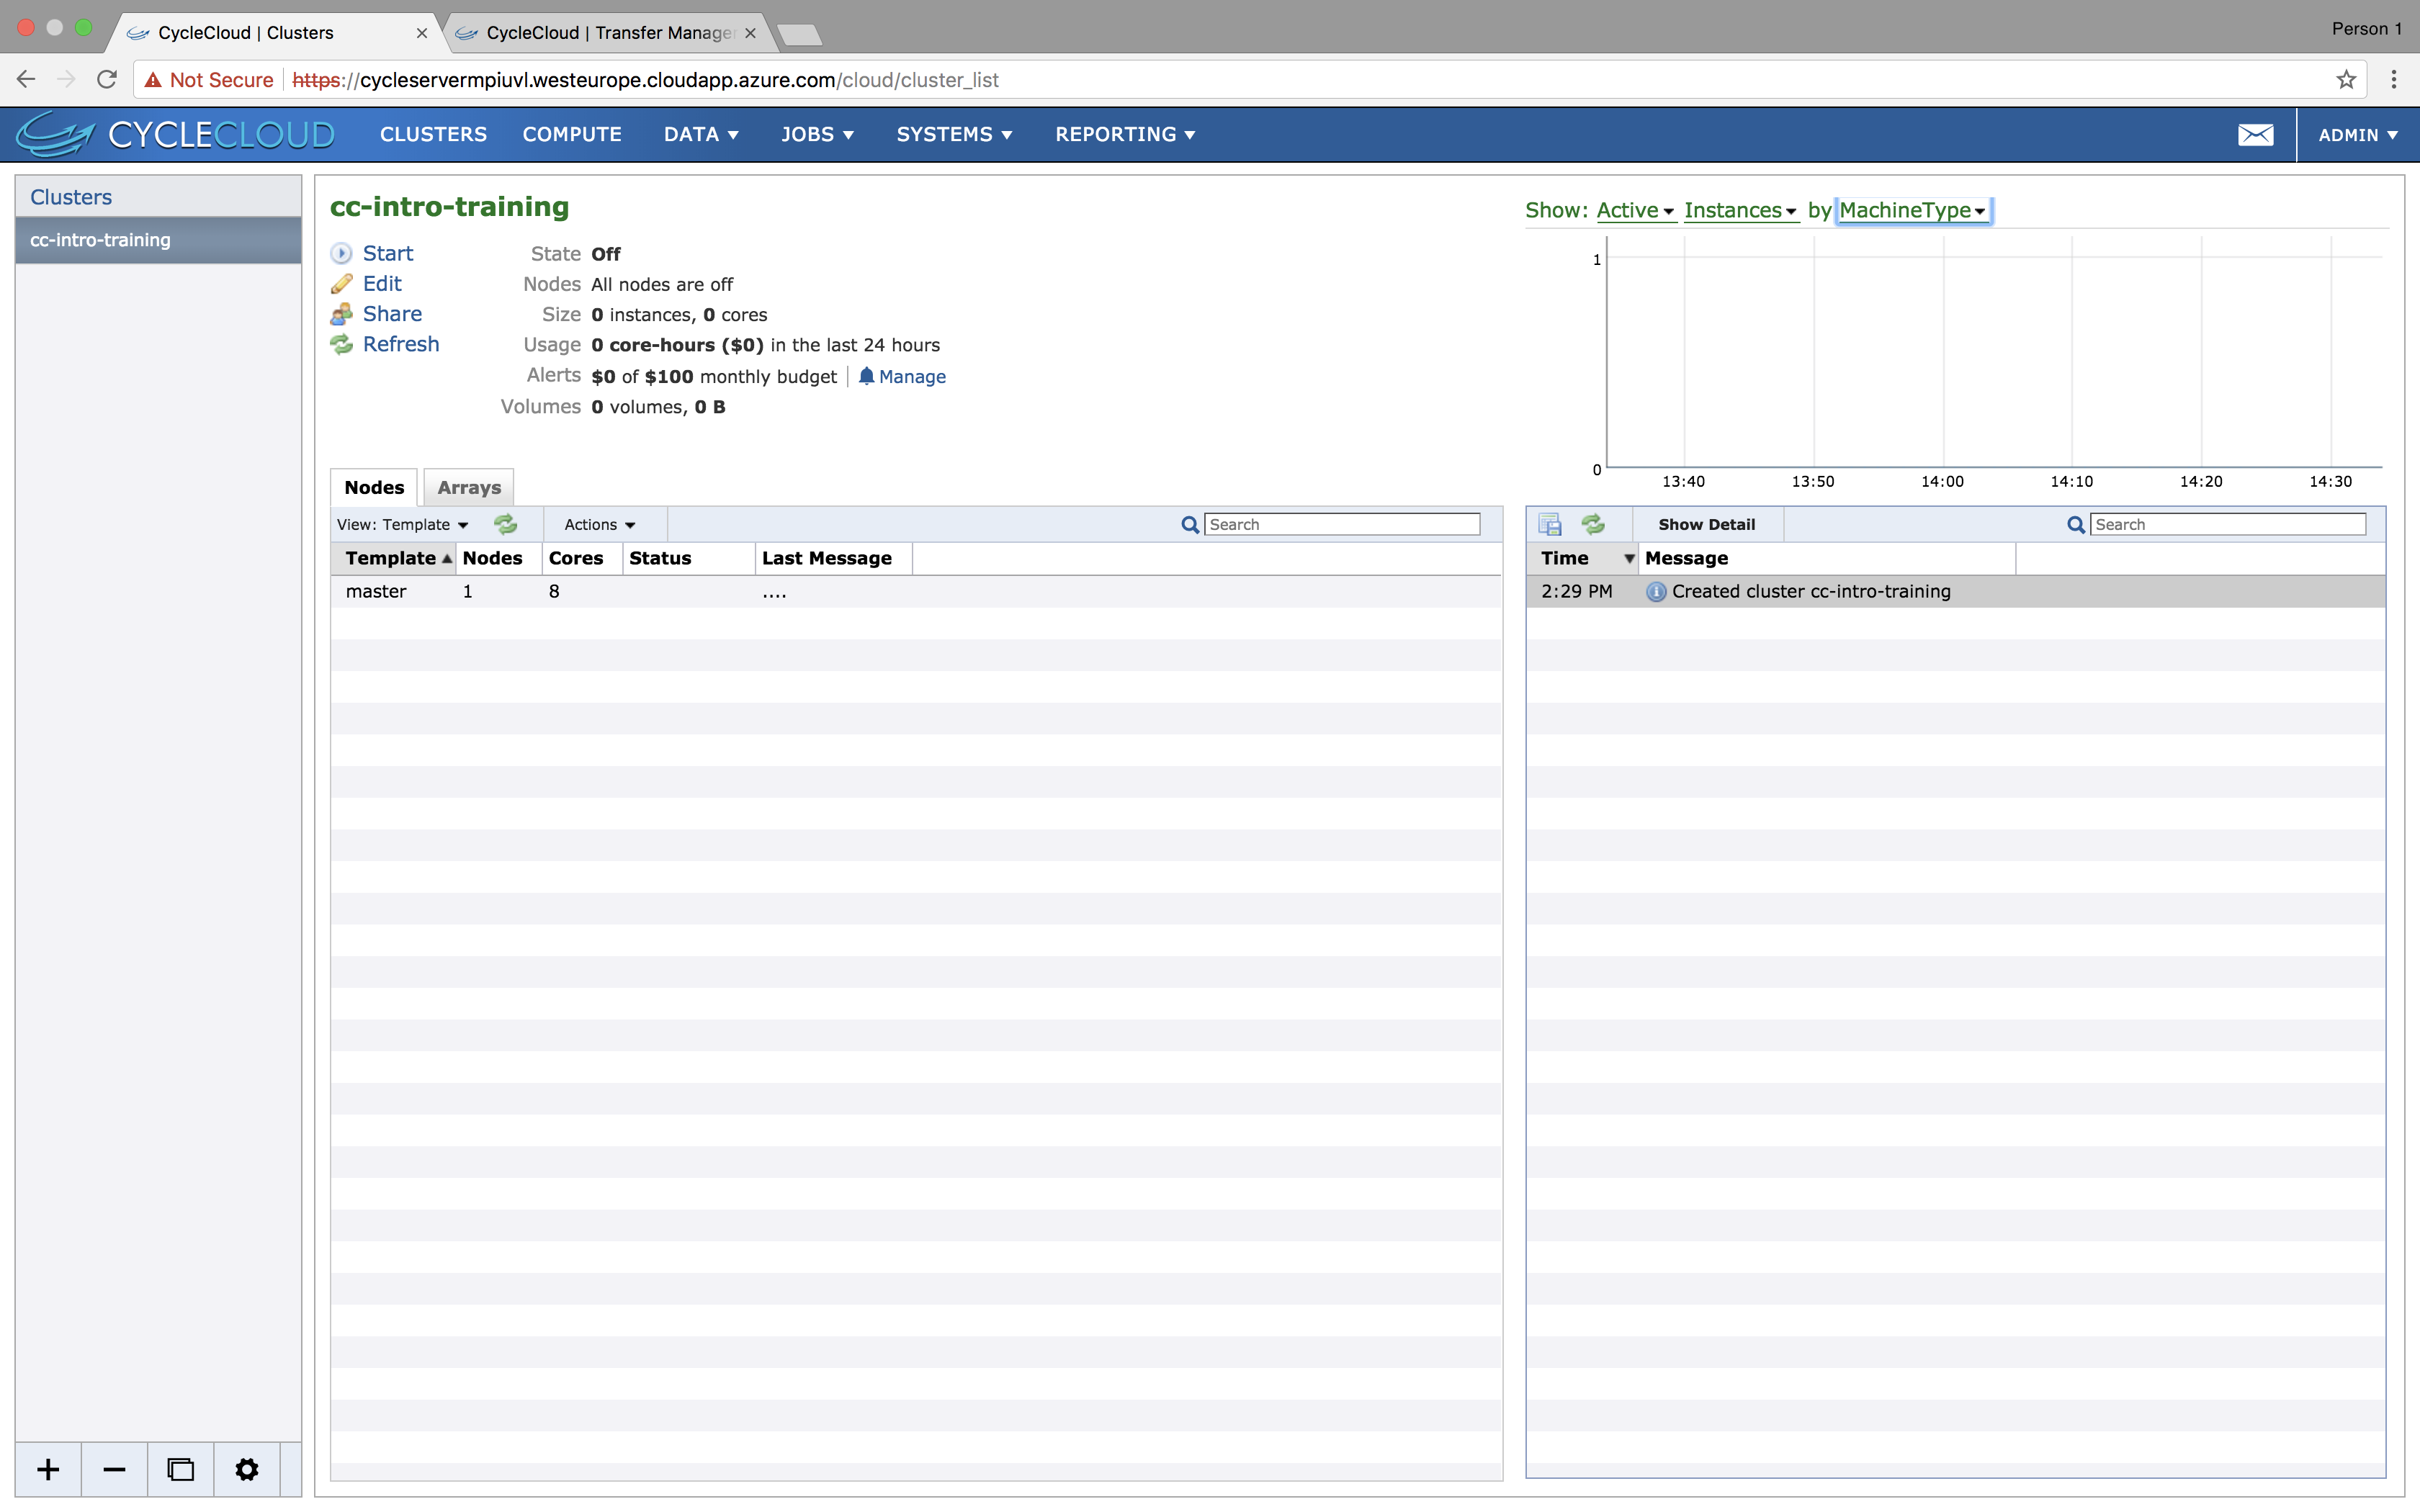 CycleCloud | Clusters
CycleCloud | Transfer Manager
Person 1
Not Secure https://cycleservermpiuvl.westeurope.cloudapp.azure.com/cloud/cluster_list
CYCLECLOUD CLUSTERS COMPUTE DATA JOBS SYSTEMS REPORTING ADMIN
Clusters
cc-intro-training
cc-intro-training
Start
Edit
Share
Refresh
State Off
Nodes All nodes are off
Size 0 instances, 0 cores
Usage 0 core-hours ($0) in the last 24 hours
Alerts $0 of $100 monthly budget | Manage
Volumes 0 volumes, 0 B
Show: Active Instances by MachineType
1
0
13:40 13:50 14:00 14:10 14:20 14:30
Nodes Arrays
View: Template Actions Search
Template Nodes Cores Status Last Message
master 1 8 ....
Show Detail Search
Time Message
2:29 PM Created cluster cc-intro-training